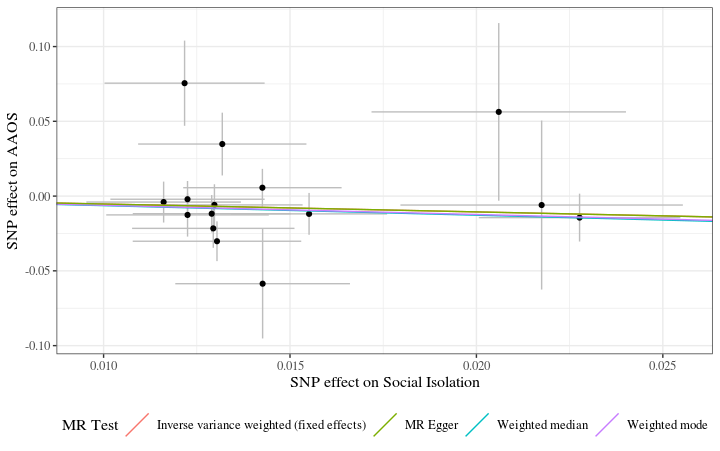 0.10
0.05
0.00
-0.05
-0.10
SNP effect on AAOS
0.010 0.015 0.020 0.025
SNP effect on Social Isolation
MR Test Inverse variance weighted (fixed effects) MR Egger Weighted median Weighted mode